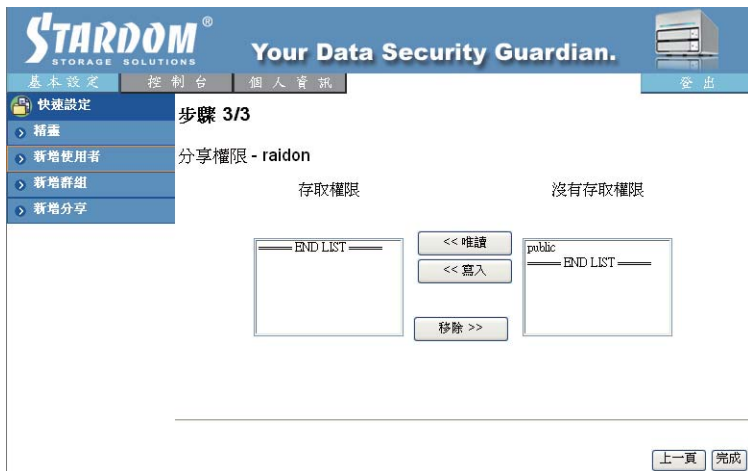 STARDOM®
STORAGE SOLUTIONS
Your Data Security Guardian.
基本設定
控制台
個人資訊
登出
快速設定
精靈
新增使用者
新增群組
新增分享
步驟 3/3
分享權限 - raidon
存取權限
沒有存取權限
END LIST
<< 唯讀
<< 寫入
移除 >>
public
END LIST
上一頁
完成